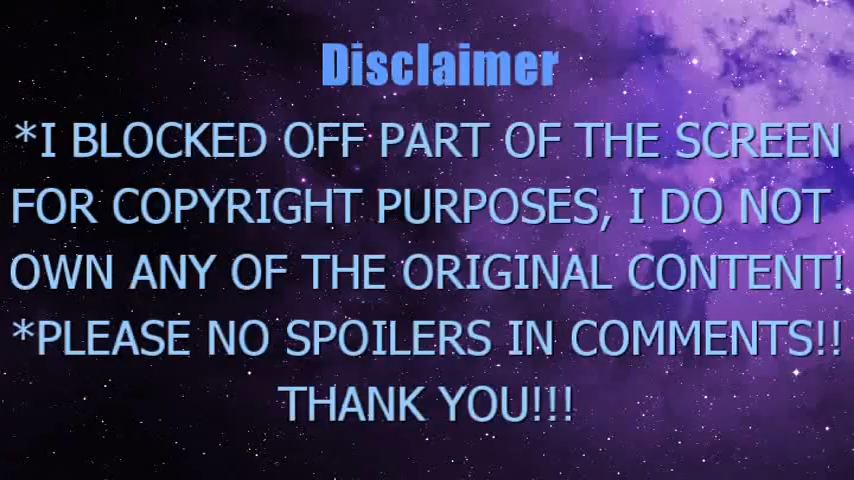 Disclaimer
*I BLOCKED OFF PART OF THE SCREEN
FOR COPYRIGHT PURPOSES, I DO NOT
OWN ANY OF THE ORIGINAL CONTENT!
*PLEASE NO SPOILERS IN COMMENTS!!
THANK YOU!!!